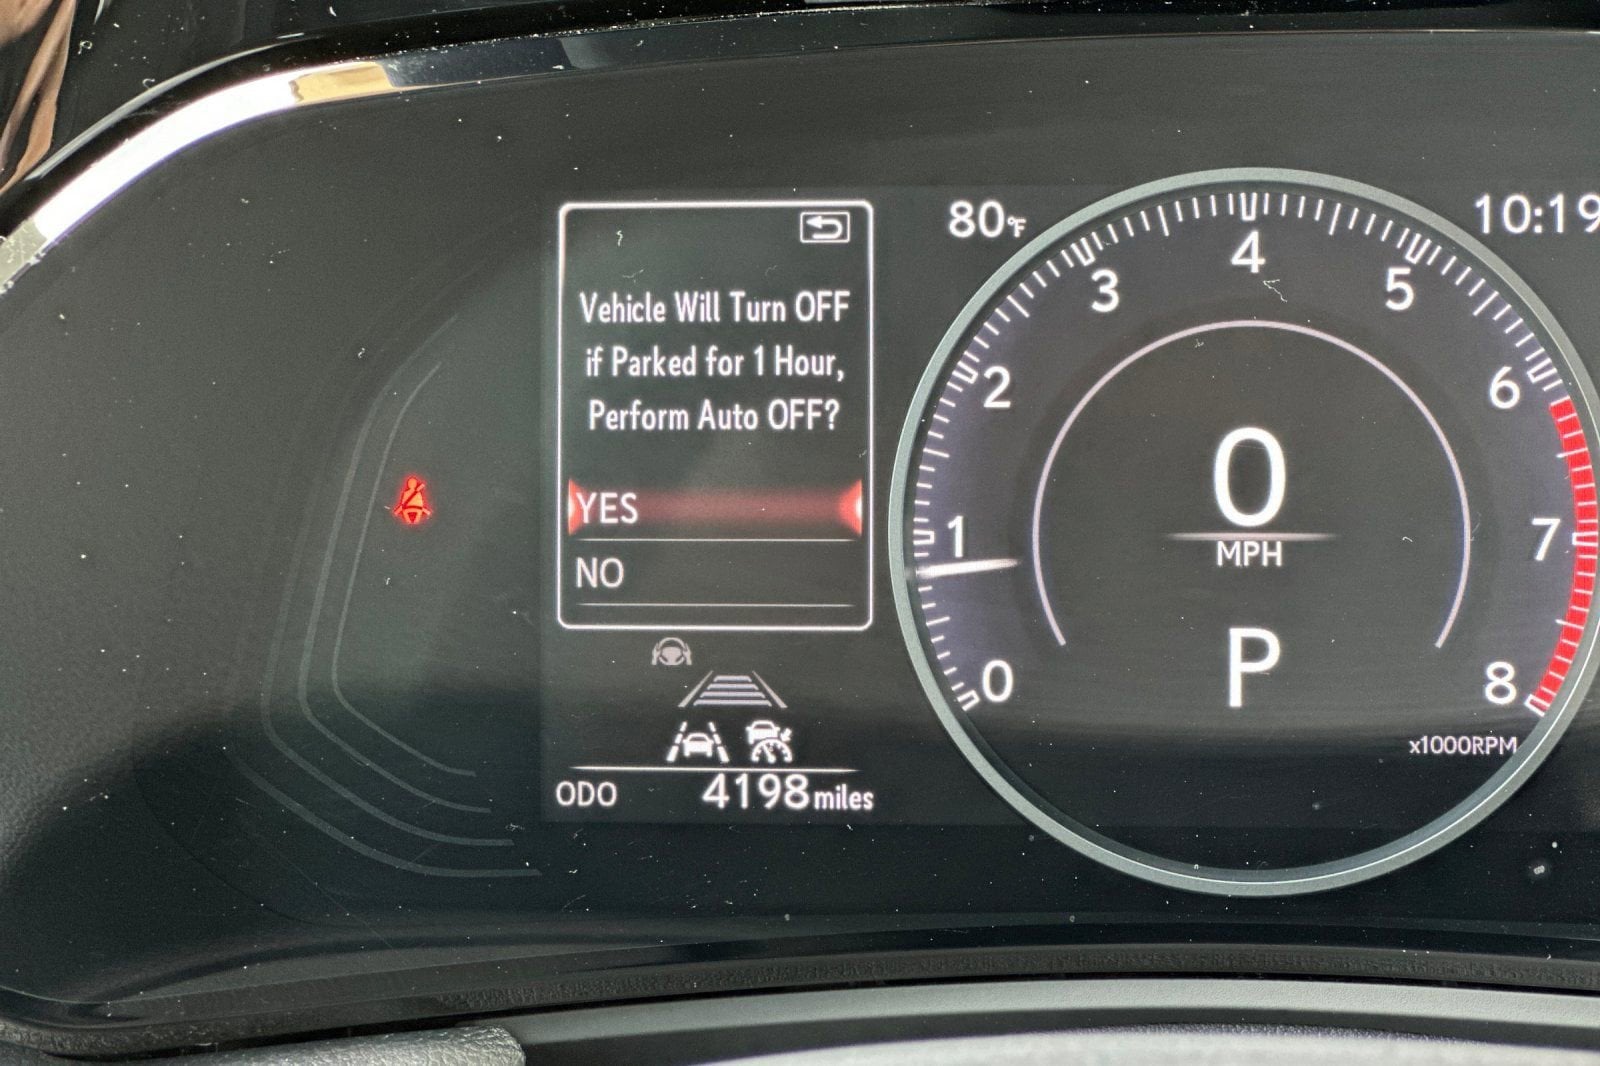 Vehicle Will Turn OFF
if Parked for 1 Hour,
Perform Auto OFF?
YES
NO
ODO 4198 miles
80°F
10:19
0
1
2
3
4
5
6
7
8
0
MPH
P
x1000RPM